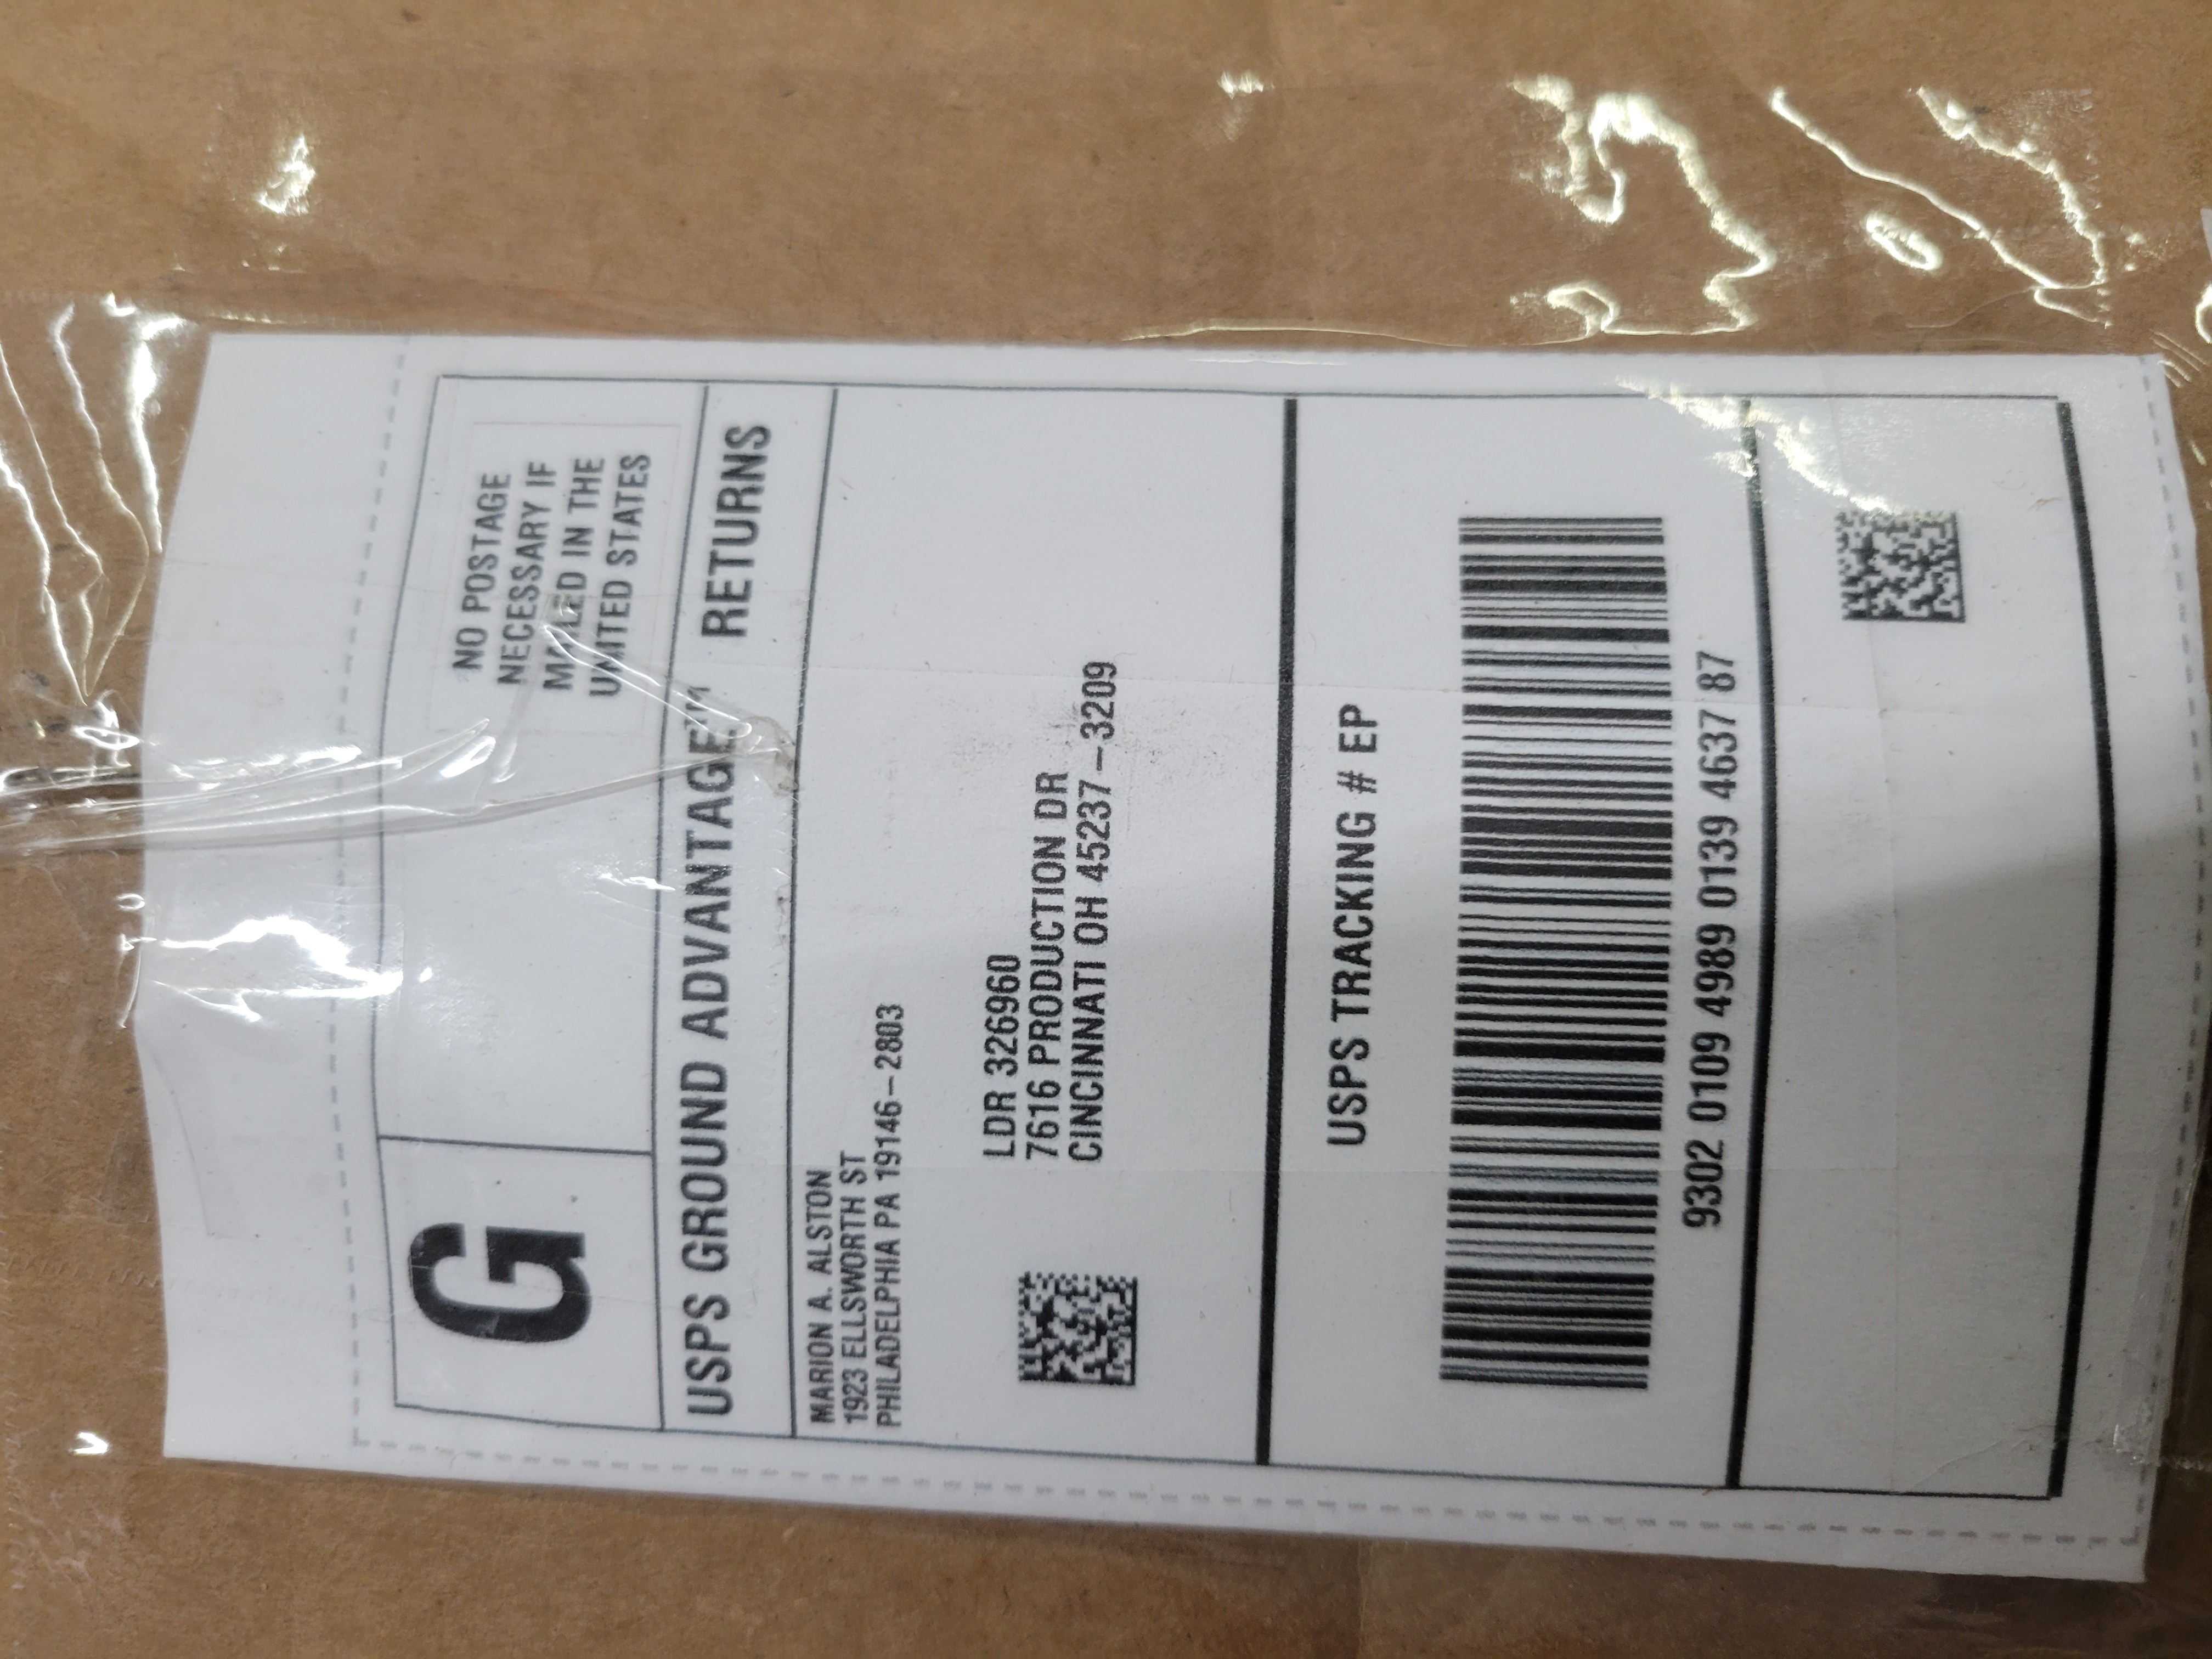 G
NO POSTAGE
NECESSARY IF
MAILED IN THE
UNITED STATES
USPS GROUND ADVANTAGE™ RETURNS
MARION A. ALSTON
1923 ELLSWORTH ST
PHILADELPHIA PA 19146-2803
LDR 326960
7616 PRODUCTION DR
CINCINNATI OH 45237-3209
USPS TRACKING # EP
9302 0109 4989 0139 4637 87